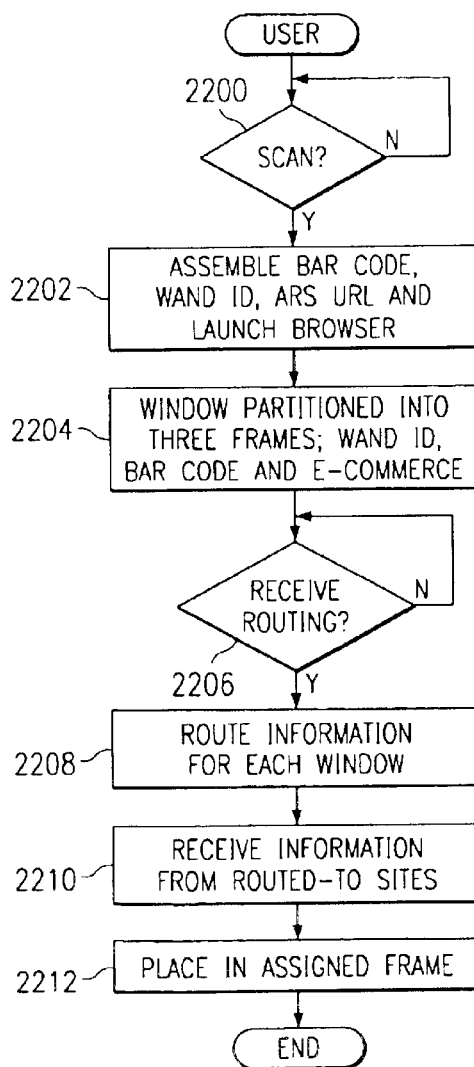 USER
2200
SCAN?
N
Y
2202
ASSEMBLE BAR CODE,
WAND ID, ARS URL AND
LAUNCH BROWSER
2204
WINDOW PARTITIONED INTO
THREE FRAMES; WAND ID,
BAR CODE AND E-COMMERCE
RECEIVE
ROUTING?
N
2206
Y
2208
ROUTE INFORMATION
FOR EACH WINDOW
2210
RECEIVE INFORMATION
FROM ROUTED-TO SITES
2212
PLACE IN ASSIGNED FRAME
END